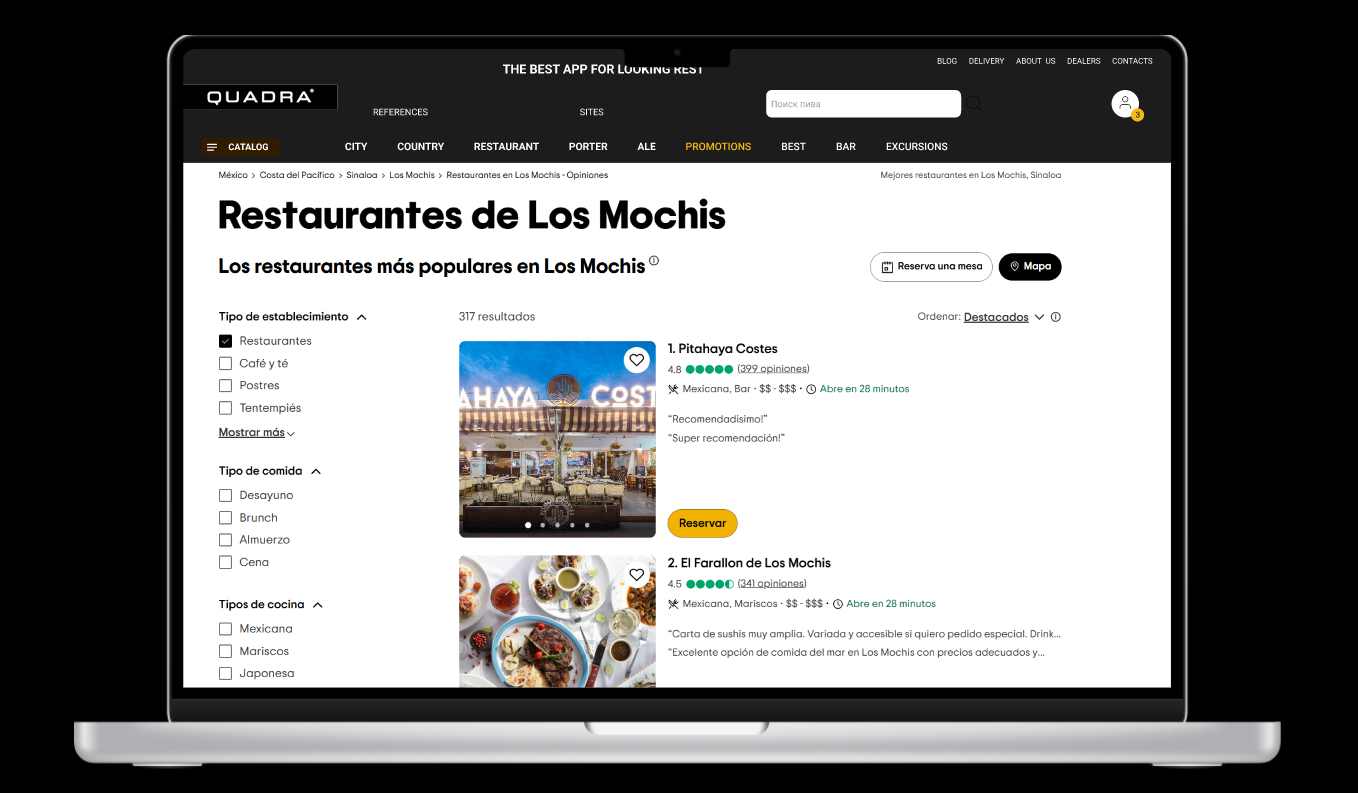 THE BEST APP FOR LOOKING REST
BLOG DELIVERY ABOUT US DEALERS CONTACTS
QUADRA
REFERENCES SITES
Поиск пива
3
CATALOG CITY COUNTRY RESTAURANT PORTER ALE PROMOTIONS BEST BAR EXCURSIONS
México > Costa del Pacífico > Sinaloa > Los Mochis > Restaurantes en Los Mochis - Opiniones
Mejores restaurantes en Los Mochis, Sinaloa
Restaurantes de Los Mochis
Los restaurantes más populares en Los Mochis
Reserva una mesa
Mapa
Tipo de establecimiento
Restaurantes
Café y té
Postres
Tentempiés
Mostrar más
Tipo de comida
Desayuno
Brunch
Almuerzo
Cena
Tipos de cocina
Mexicana
Mariscos
Japonesa
317 resultados
Ordenar: Destacados
AHAYA COST
1. Pitahaya Costes
4.8 (399 opiniones)
Mexicana, Bar · $$ - $$$ • Abre en 28 minutos
“Recomendadisimo!”
“Super recomendación!”
Reservar
2. El Farallon de Los Mochis
4.5 (341 opiniones)
Mexicana, Mariscos · $$ - $$$ • Abre en 28 minutos
“Carta de sushis muy amplia. Variada y accesible si quiero pedido especial. Drink...
“Excelente opción de comida del mar en Los Mochis con precios adecuados y...